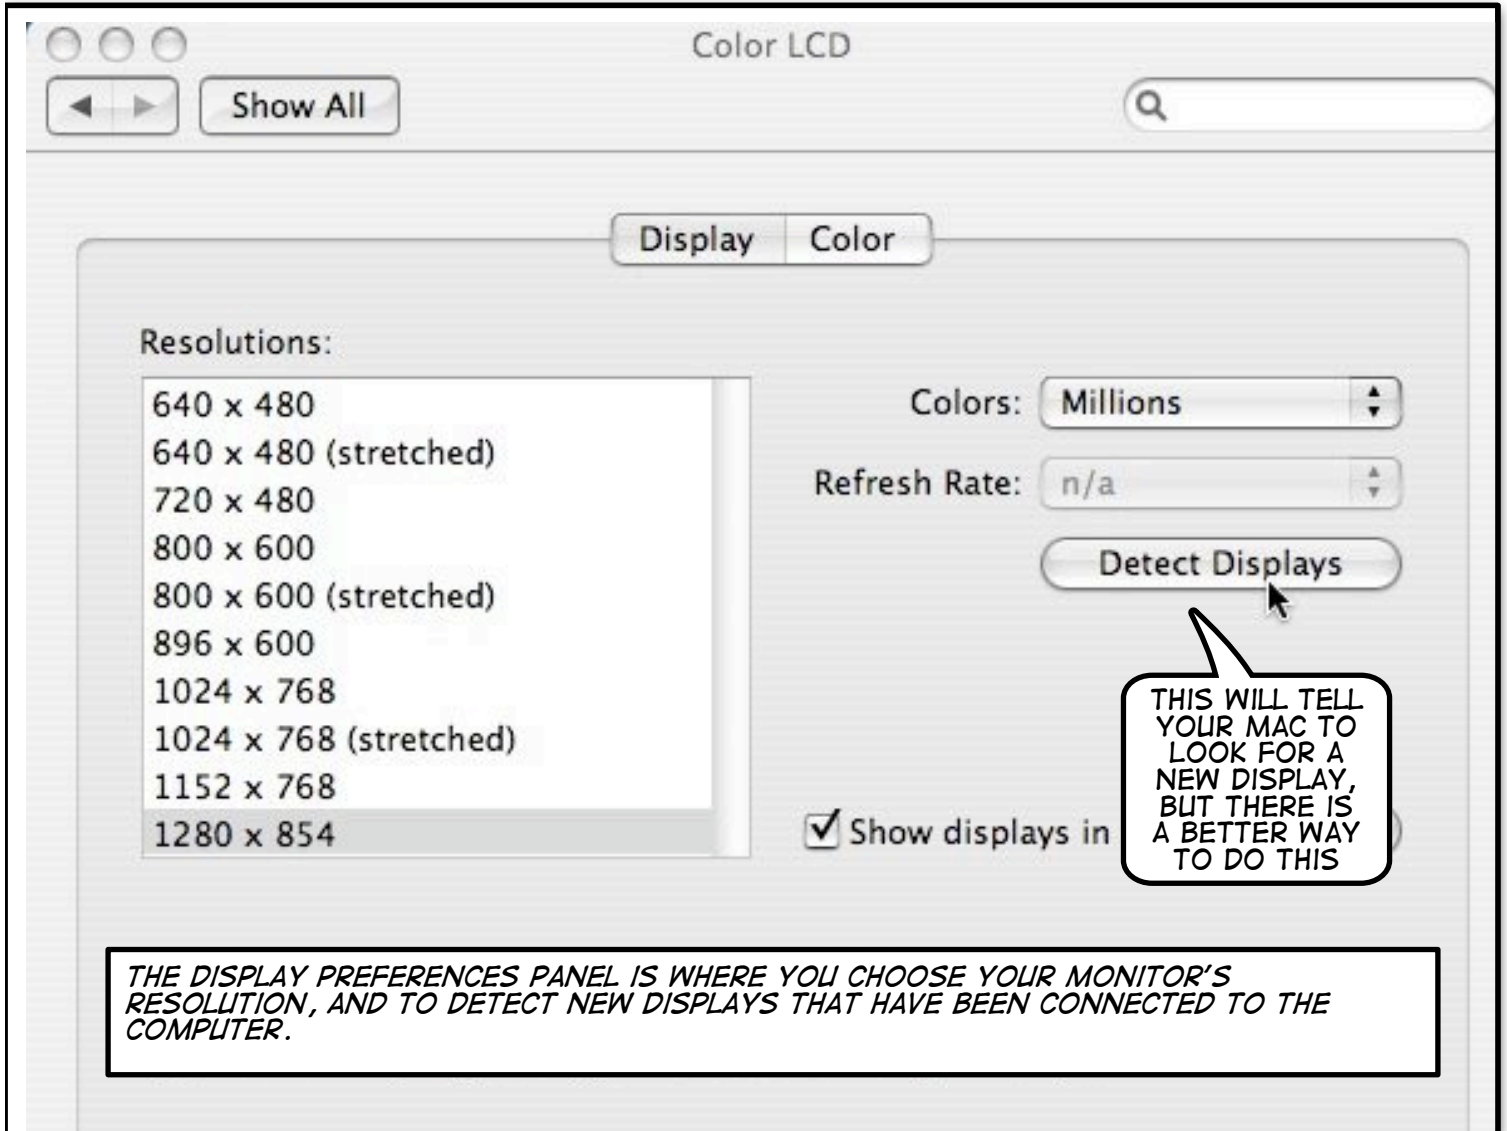 Color LCD
Show All
Display Color
Resolutions:
640 x 480
640 x 480 (stretched)
720 x 480
800 x 600
800 x 600 (stretched)
896 x 600
1024 x 768
1024 x 768 (stretched)
1152 x 768
1280 x 854
Colors: Millions
Refresh Rate: n/a
Detect Displays
Show displays in
THIS WILL TELL
YOUR MAC TO
LOOK FOR A
NEW DISPLAY,
BUT THERE IS
A BETTER WAY
TO DO THIS
THE DISPLAY PREFERENCES PANEL IS WHERE YOU CHOOSE YOUR MONITOR'S
RESOLUTION, AND TO DETECT NEW DISPLAYS THAT HAVE BEEN CONNECTED TO THE
COMPUTER.